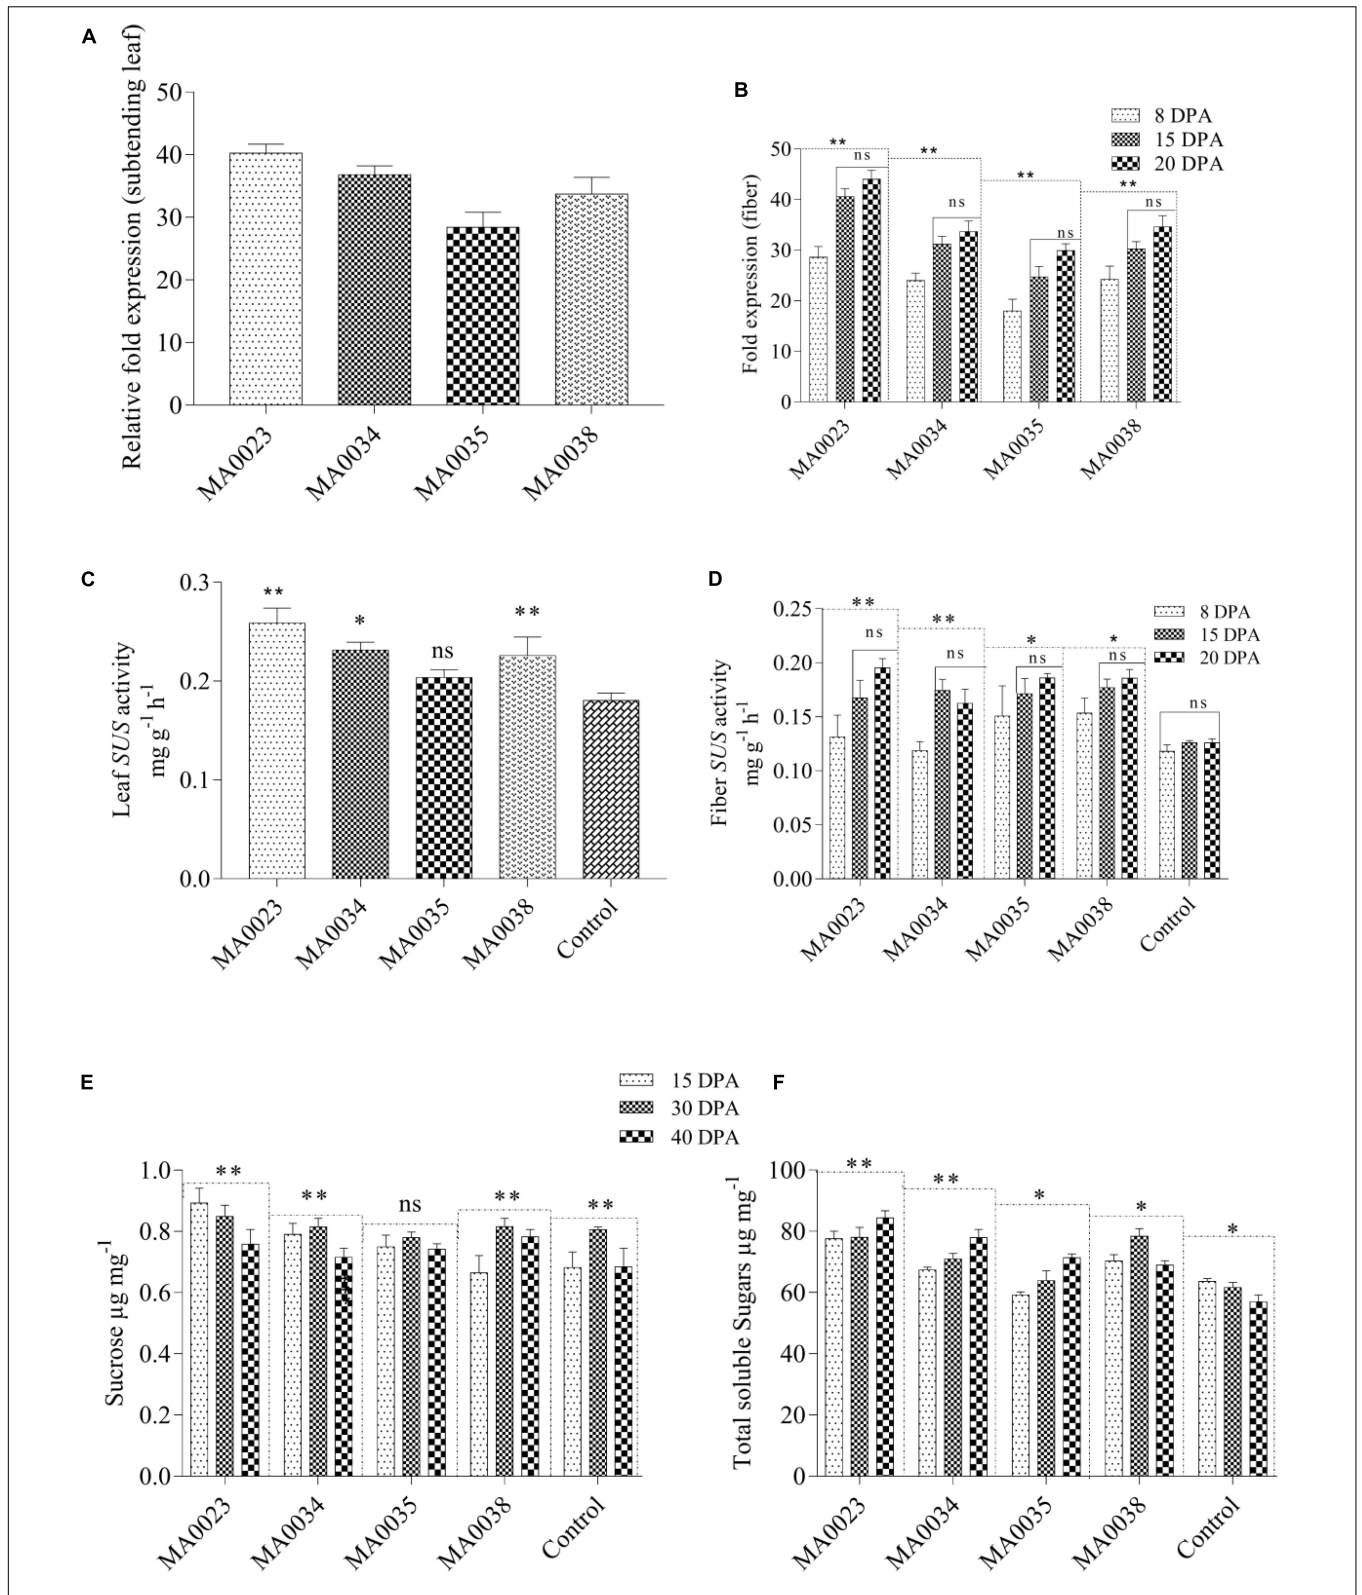 A
Relative fold expression (subtending leaf)
50
40
30
20
10
0
MA0023
MA0034
MA0035
MA0038
B
8 DPA
15 DPA
20 DPA
Fold expression (fiber)
50
40
30
20
10
0
**
ns
**
ns
**
ns
**
ns
MA0023
MA0034
MA0035
MA0038
C
Leaf SUS activity
mg g-1 h-1
0.3
0.2
0.1
0.0
**
*
ns
**
MA0023
MA0034
MA0035
MA0038
Control
D
8 DPA
15 DPA
20 DPA
Fiber SUS activity
mg g-1 h-1
0.25
0.20
0.15
0.10
0.05
0.00
**
ns
**
ns
*
ns
*
ns
ns
MA0023
MA0034
MA0035
MA0038
Control
E
15 DPA
30 DPA
40 DPA
Sucrose µg mg-1
1.0
0.8
0.6
0.4
0.2
0.0
**
**
ns
**
**
MA0023
MA0034
MA0035
MA0038
Control
F
Total soluble Sugars µg mg-1
100
80
60
40
20
0
**
**
*
*
*
MA0023
MA0034
MA0035
MA0038
Control